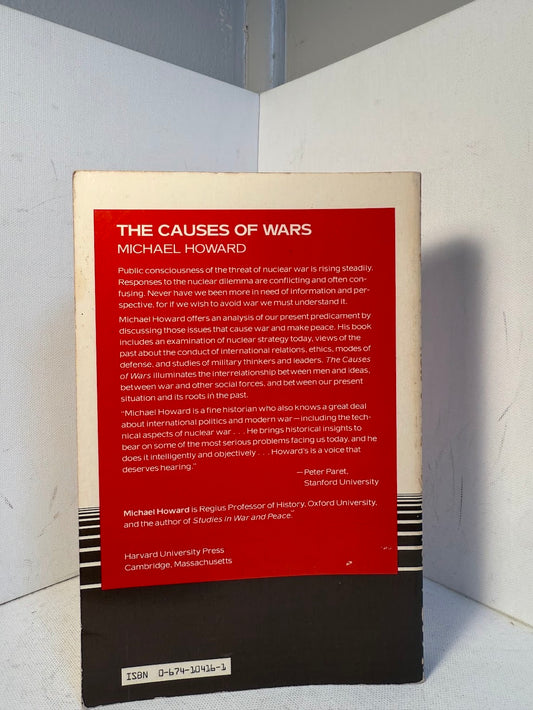 THE CAUSES OF WARS
MICHAEL HOWARD
Public consciousness of the threat of nuclear war is rising steadily.
Responses to the nuclear dilemma are conflicting and often con-
fusing. Never have we been more in need of information and per-
spective, for if we wish to avoid war we must understand it.
Michael Howard offers an analysis of our present predicament by
discussing those issues that cause war and make peace. His book
includes an examination of nuclear strategy today, views of the
past about the conduct of international relations, ethics, modes of
defense, and studies of military thinkers and leaders. The Causes
of Wars illuminates the interrelationship between men and ideas,
between war and other social forces, and between our present
situation and its roots in the past.
"Michael Howard is a fine historian who also knows a great deal
about international politics and modern war—including the tech-
nical aspects of nuclear war . . . He brings historical insights to
bear on some of the most serious problems facing us today, and he
does it intelligently and objectively . . . Howard's is a voice that
deserves hearing."
—Peter Paret,
Stanford University
Michael Howard is Regius Professor of History, Oxford University,
and the author of Studies in War and Peace.
Harvard University Press
Cambridge, Massachusetts
ISBN 0-674-10416-1